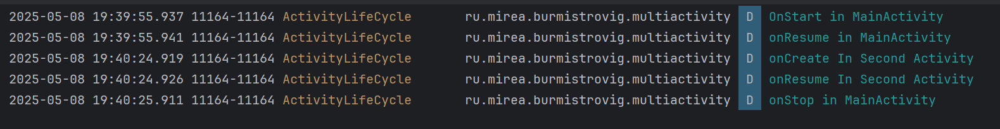 2025-05-08 19:39:55.937 11164-11164 ActivityLifeCycle ru.mirea.burmistrovig.multiactivity D OnStart in MainActivity
2025-05-08 19:39:55.941 11164-11164 ActivityLifeCycle ru.mirea.burmistrovig.multiactivity D onResume in MainActivity
2025-05-08 19:40:24.919 11164-11164 ActivityLifeCycle ru.mirea.burmistrovig.multiactivity D onCreate In Second Activity
2025-05-08 19:40:24.926 11164-11164 ActivityLifeCycle ru.mirea.burmistrovig.multiactivity D onResume In Second Activity
2025-05-08 19:40:25.911 11164-11164 ActivityLifeCycle ru.mirea.burmistrovig.multiactivity D onStop in MainActivity